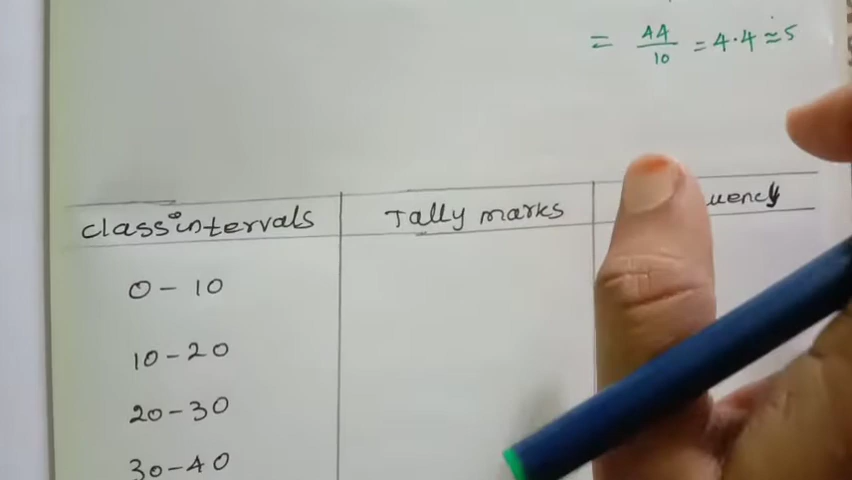 = 44/10 = 4.4 ≃ 5
class intervals Tally marks
0 - 10
10 - 20
20 - 30
30 - 40